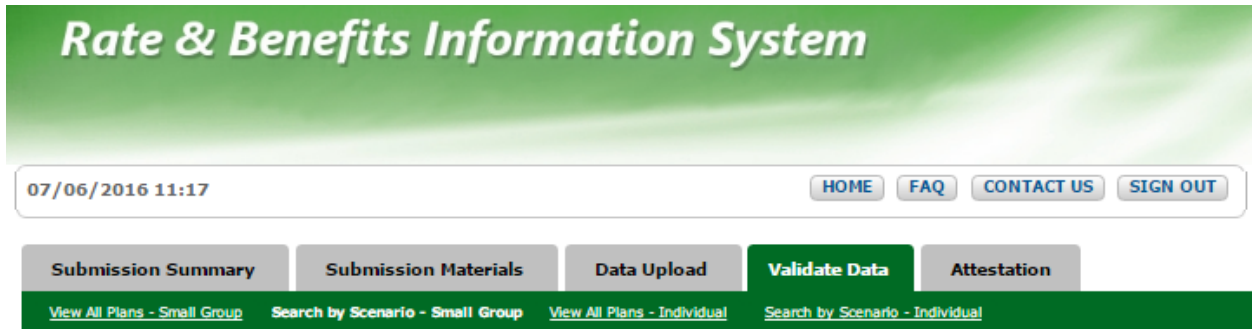 Rate & Benefits Information System
07/06/2016 11:17 HOME FAQ CONTACT US SIGN OUT
Submission Summary Submission Materials Data Upload Validate Data Attestation
View All Plans - Small Group Search by Scenario - Small Group View All Plans - Individual Search by Scenario - Individual